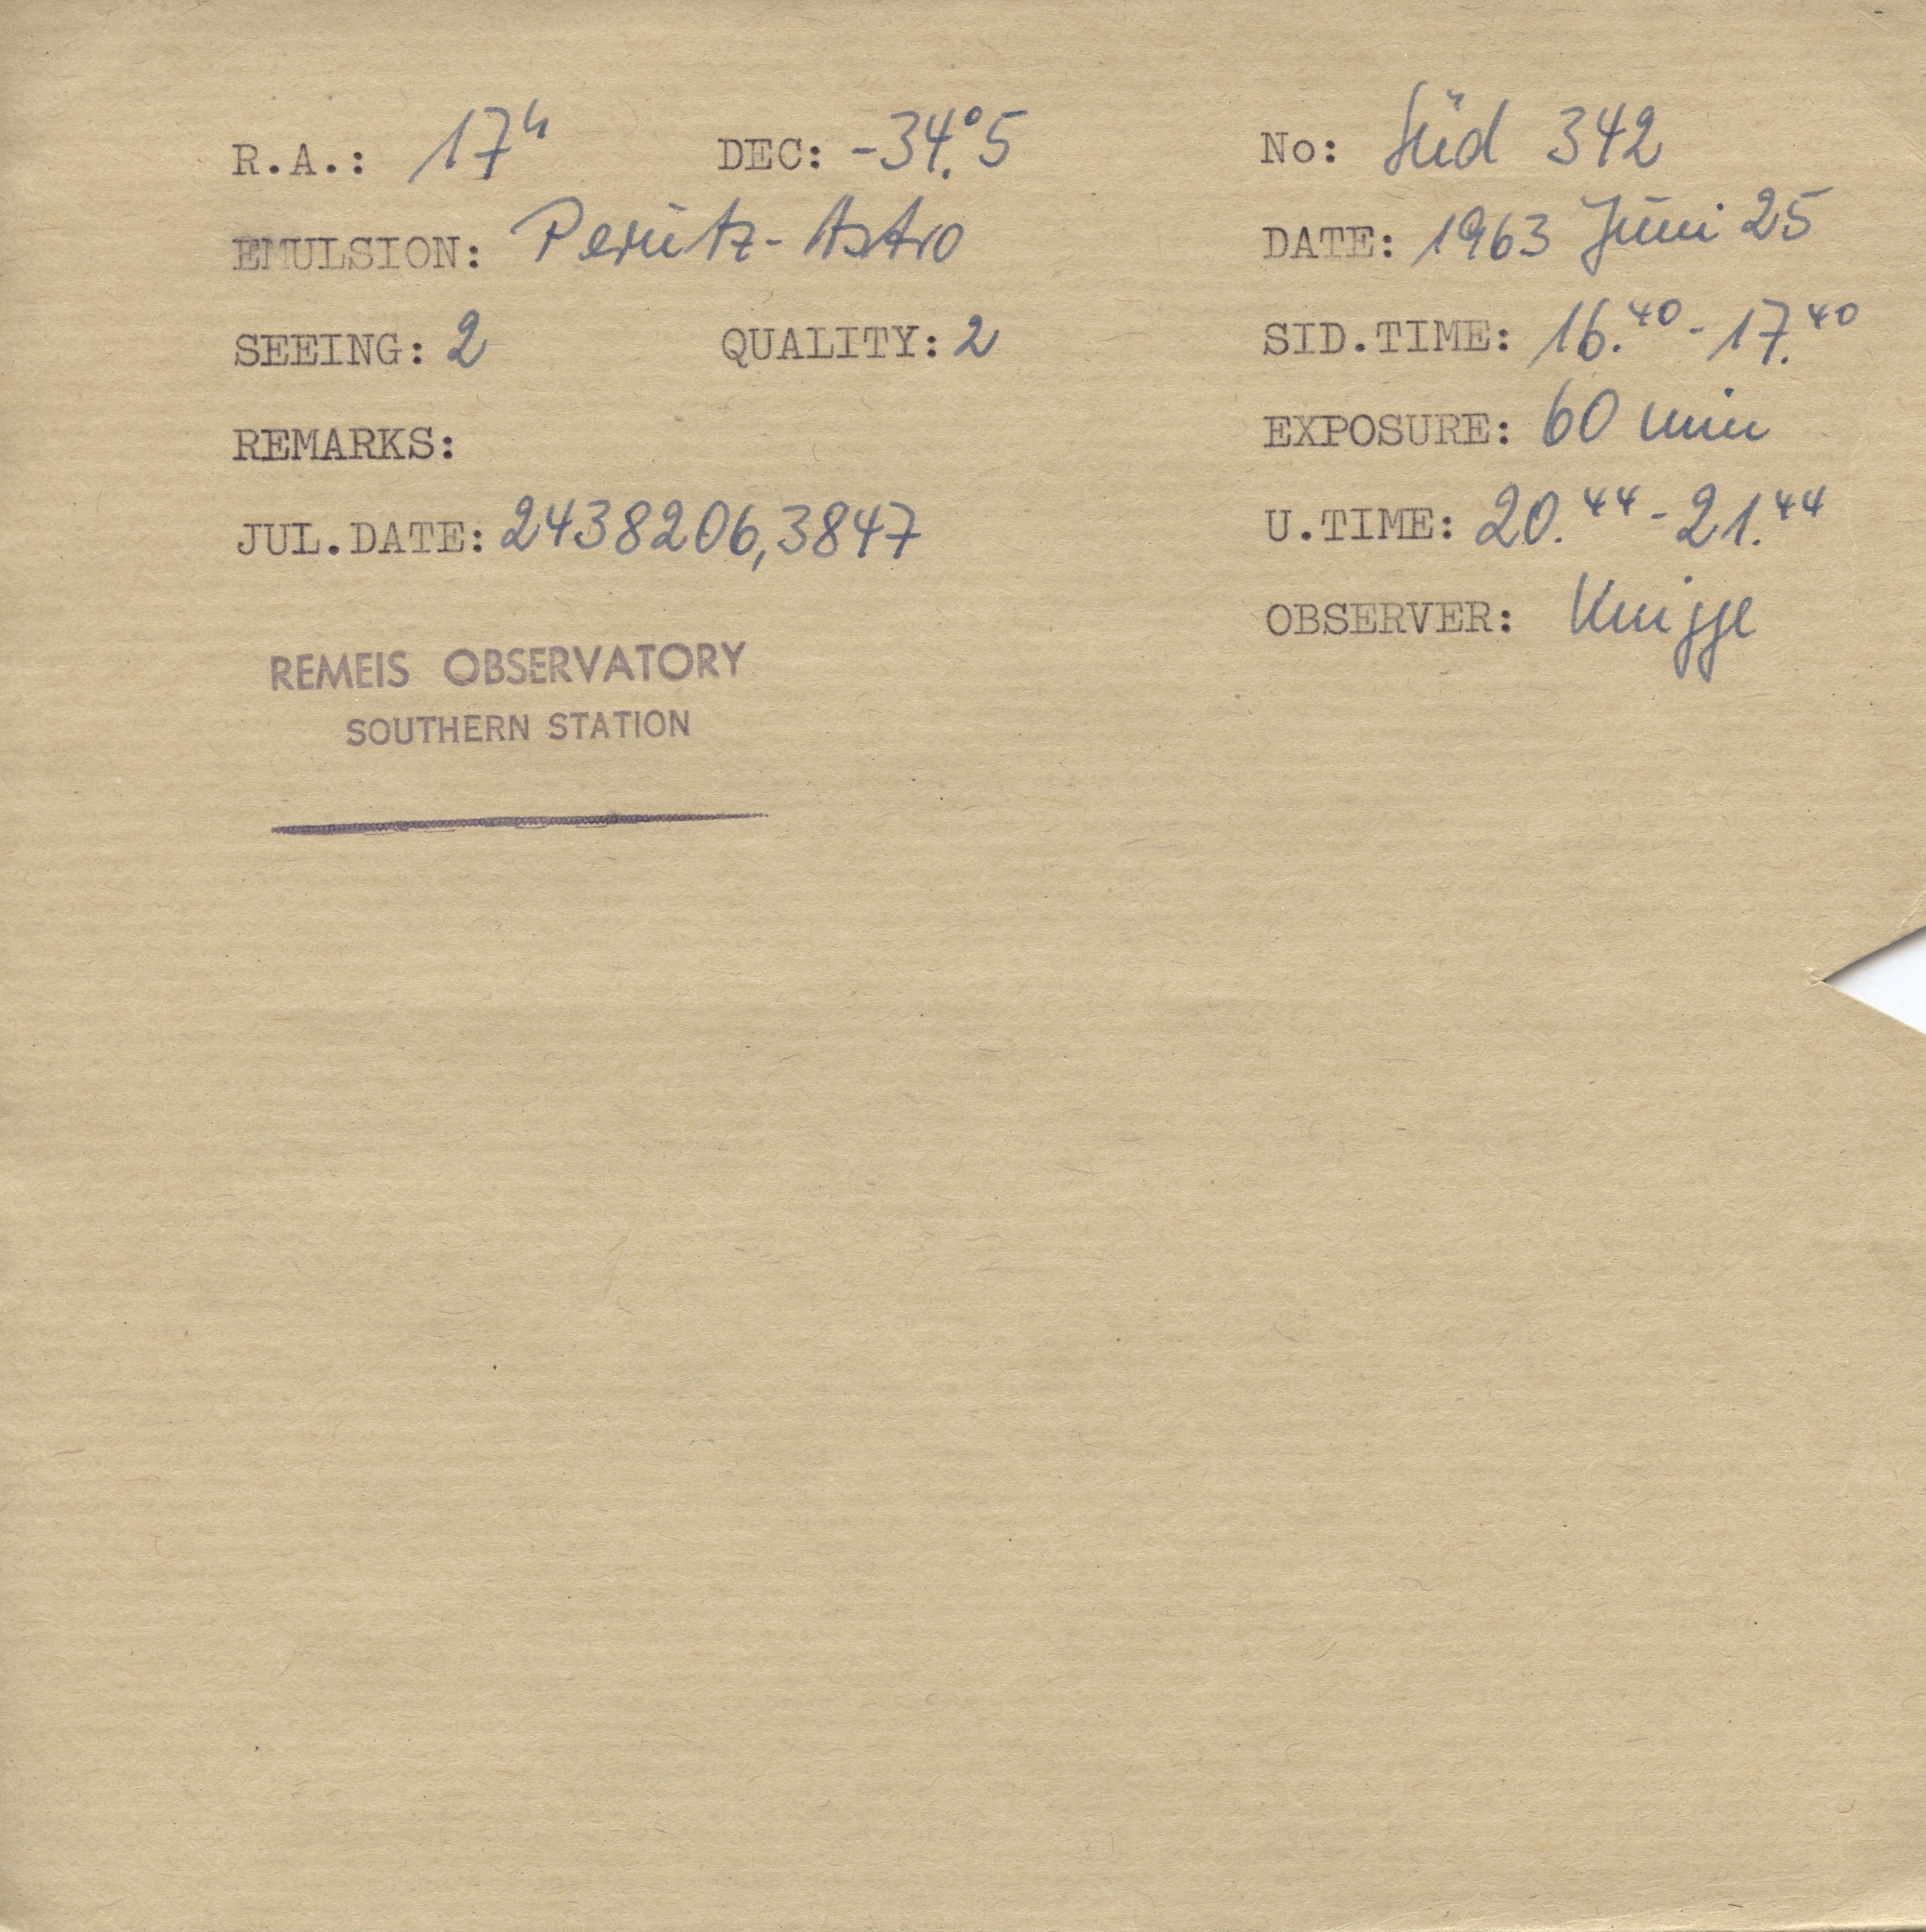 R.A.: 17ʰ DEC: -34.°5 No: Süd 342
EMULSION: Perutz-Astro DATE: 1963 Juni 25
SEEING: 2 QUALITY: 2 SID.TIME: 16.⁴⁰-17.⁴⁰
REMARKS: EXPOSURE: 60 min
JUL.DATE: 2438206,3847 U.TIME: 20.⁴⁴-21.⁴⁴
OBSERVER: Knigge
REMEIS OBSERVATORY
SOUTHERN STATION